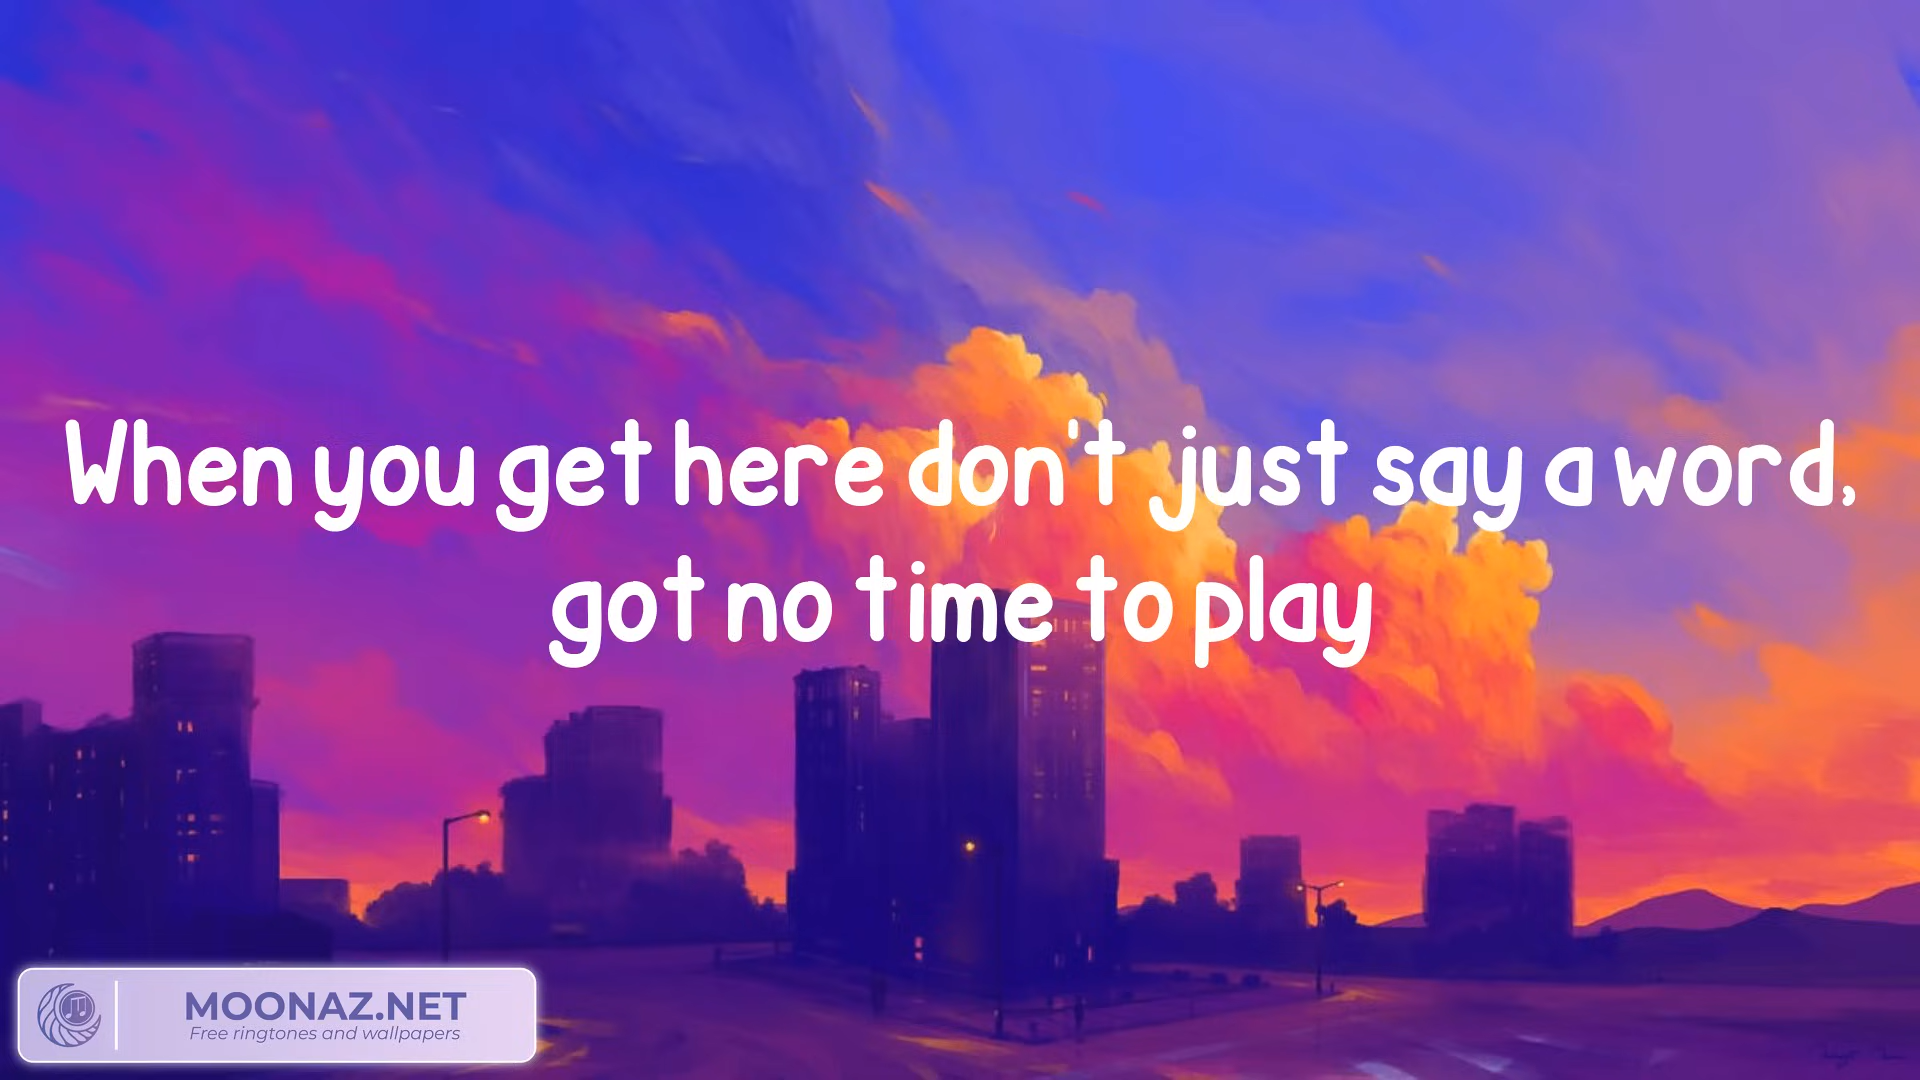 When you get here don't just say a word,
got no time to play
MOONAZ.NET
Free ringtones and wallpapers